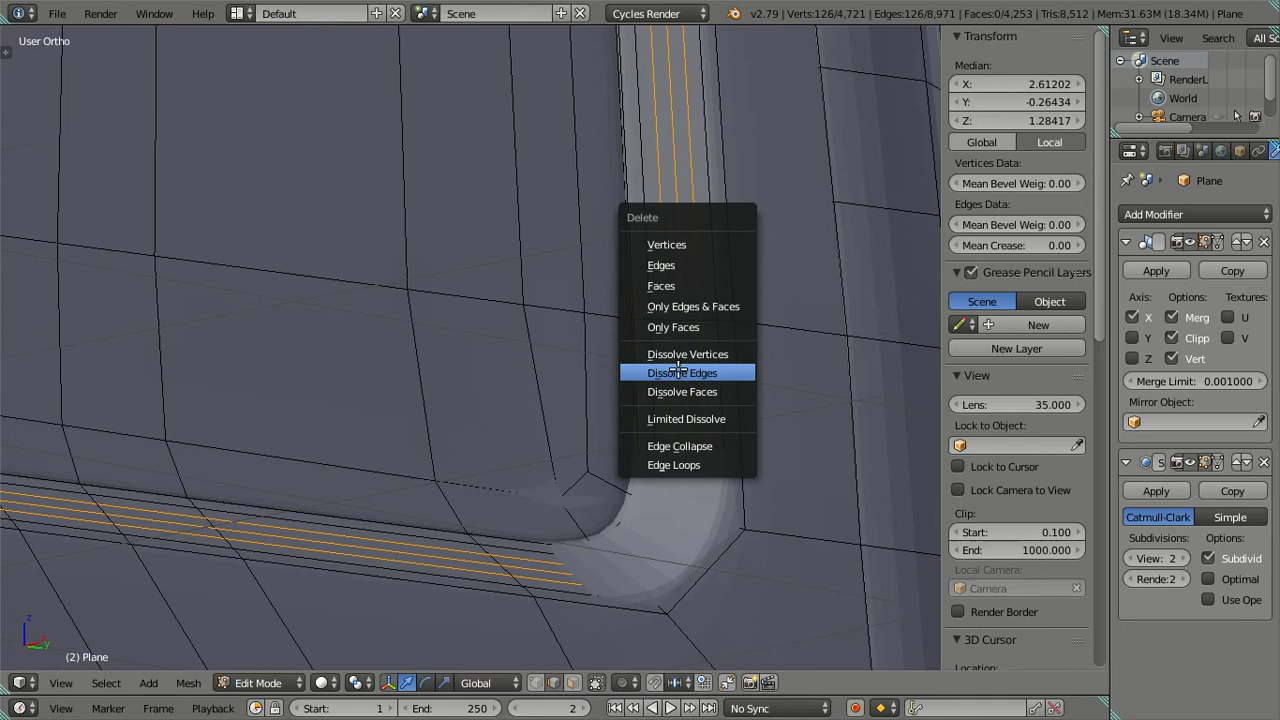 File Render Window Help Default Scene Cycles Render v2.79 | Verts:126/4,721 | Edges:126/8,971 | Faces:0/4,253 | Tris:8,512 | Mem:31.63M (18.34M) | Plane
User Ortho
Delete
Vertices
Edges
Faces
Only Edges & Faces
Only Faces
Dissolve Vertices
Dissolve Edges
Dissolve Faces
Limited Dissolve
Edge Collapse
Edge Loops
z
x
y
(2) Plane
Transform
Median:
X: 2.61202
Y: -0.26434
Z: 1.28417
Global Local
Vertices Data:
Mean Bevel Weig: 0.00
Edges Data:
Mean Bevel Weig: 0.00
Mean Crease: 0.00
Grease Pencil Layers
Scene Object
New
New Layer
View
Lens: 35.000
Lock to Object:
Lock to Cursor
Lock Camera to View
Clip:
Start: 0.100
End: 1000.000
Local Camera:
Camera
Render Border
3D Cursor
Location:
View Search All Sc
Scene
RenderL
World
Camera
Plane
Add Modifier
Apply Copy
Axis: Options: Textures:
X Merg U
Y Clipp V
Z Vert
Merge Limit: 0.001000
Mirror Object:
S
Apply Copy
Catmull-Clark Simple
Subdivisions: Options:
View: 2 Subdivid
Rende:2 Optimal
Use Ope
View Select Add Mesh Edit Mode Global
View Marker Frame Playback Start: 1 End: 250 2 No Sync